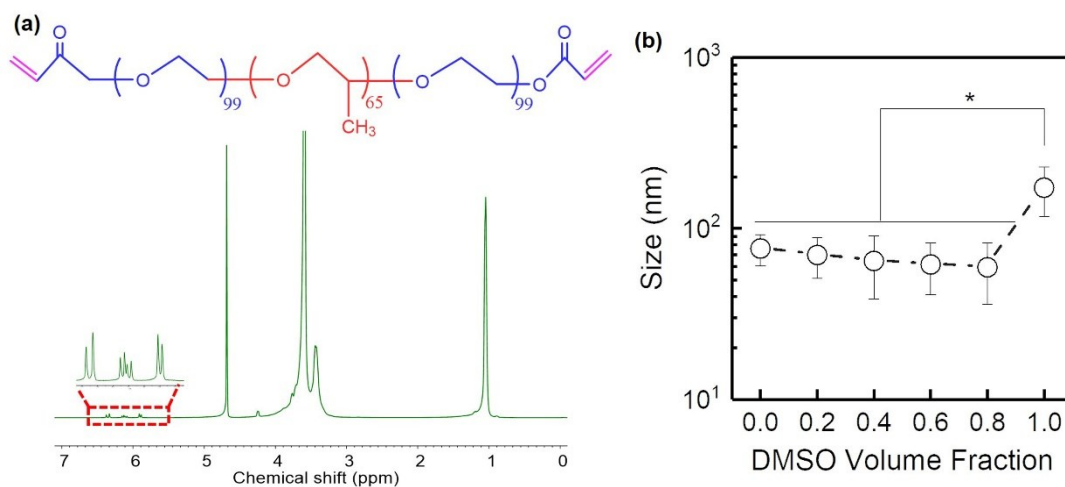 (a)
O
O
O
O
O
O
99
65
99
CH3
7
6
5
4
3
2
1
0
Chemical shift (ppm)
(b)
10^3
10^2
10^1
*
Size (nm)
0.0 0.2 0.4 0.6 0.8 1.0
DMSO Volume Fraction